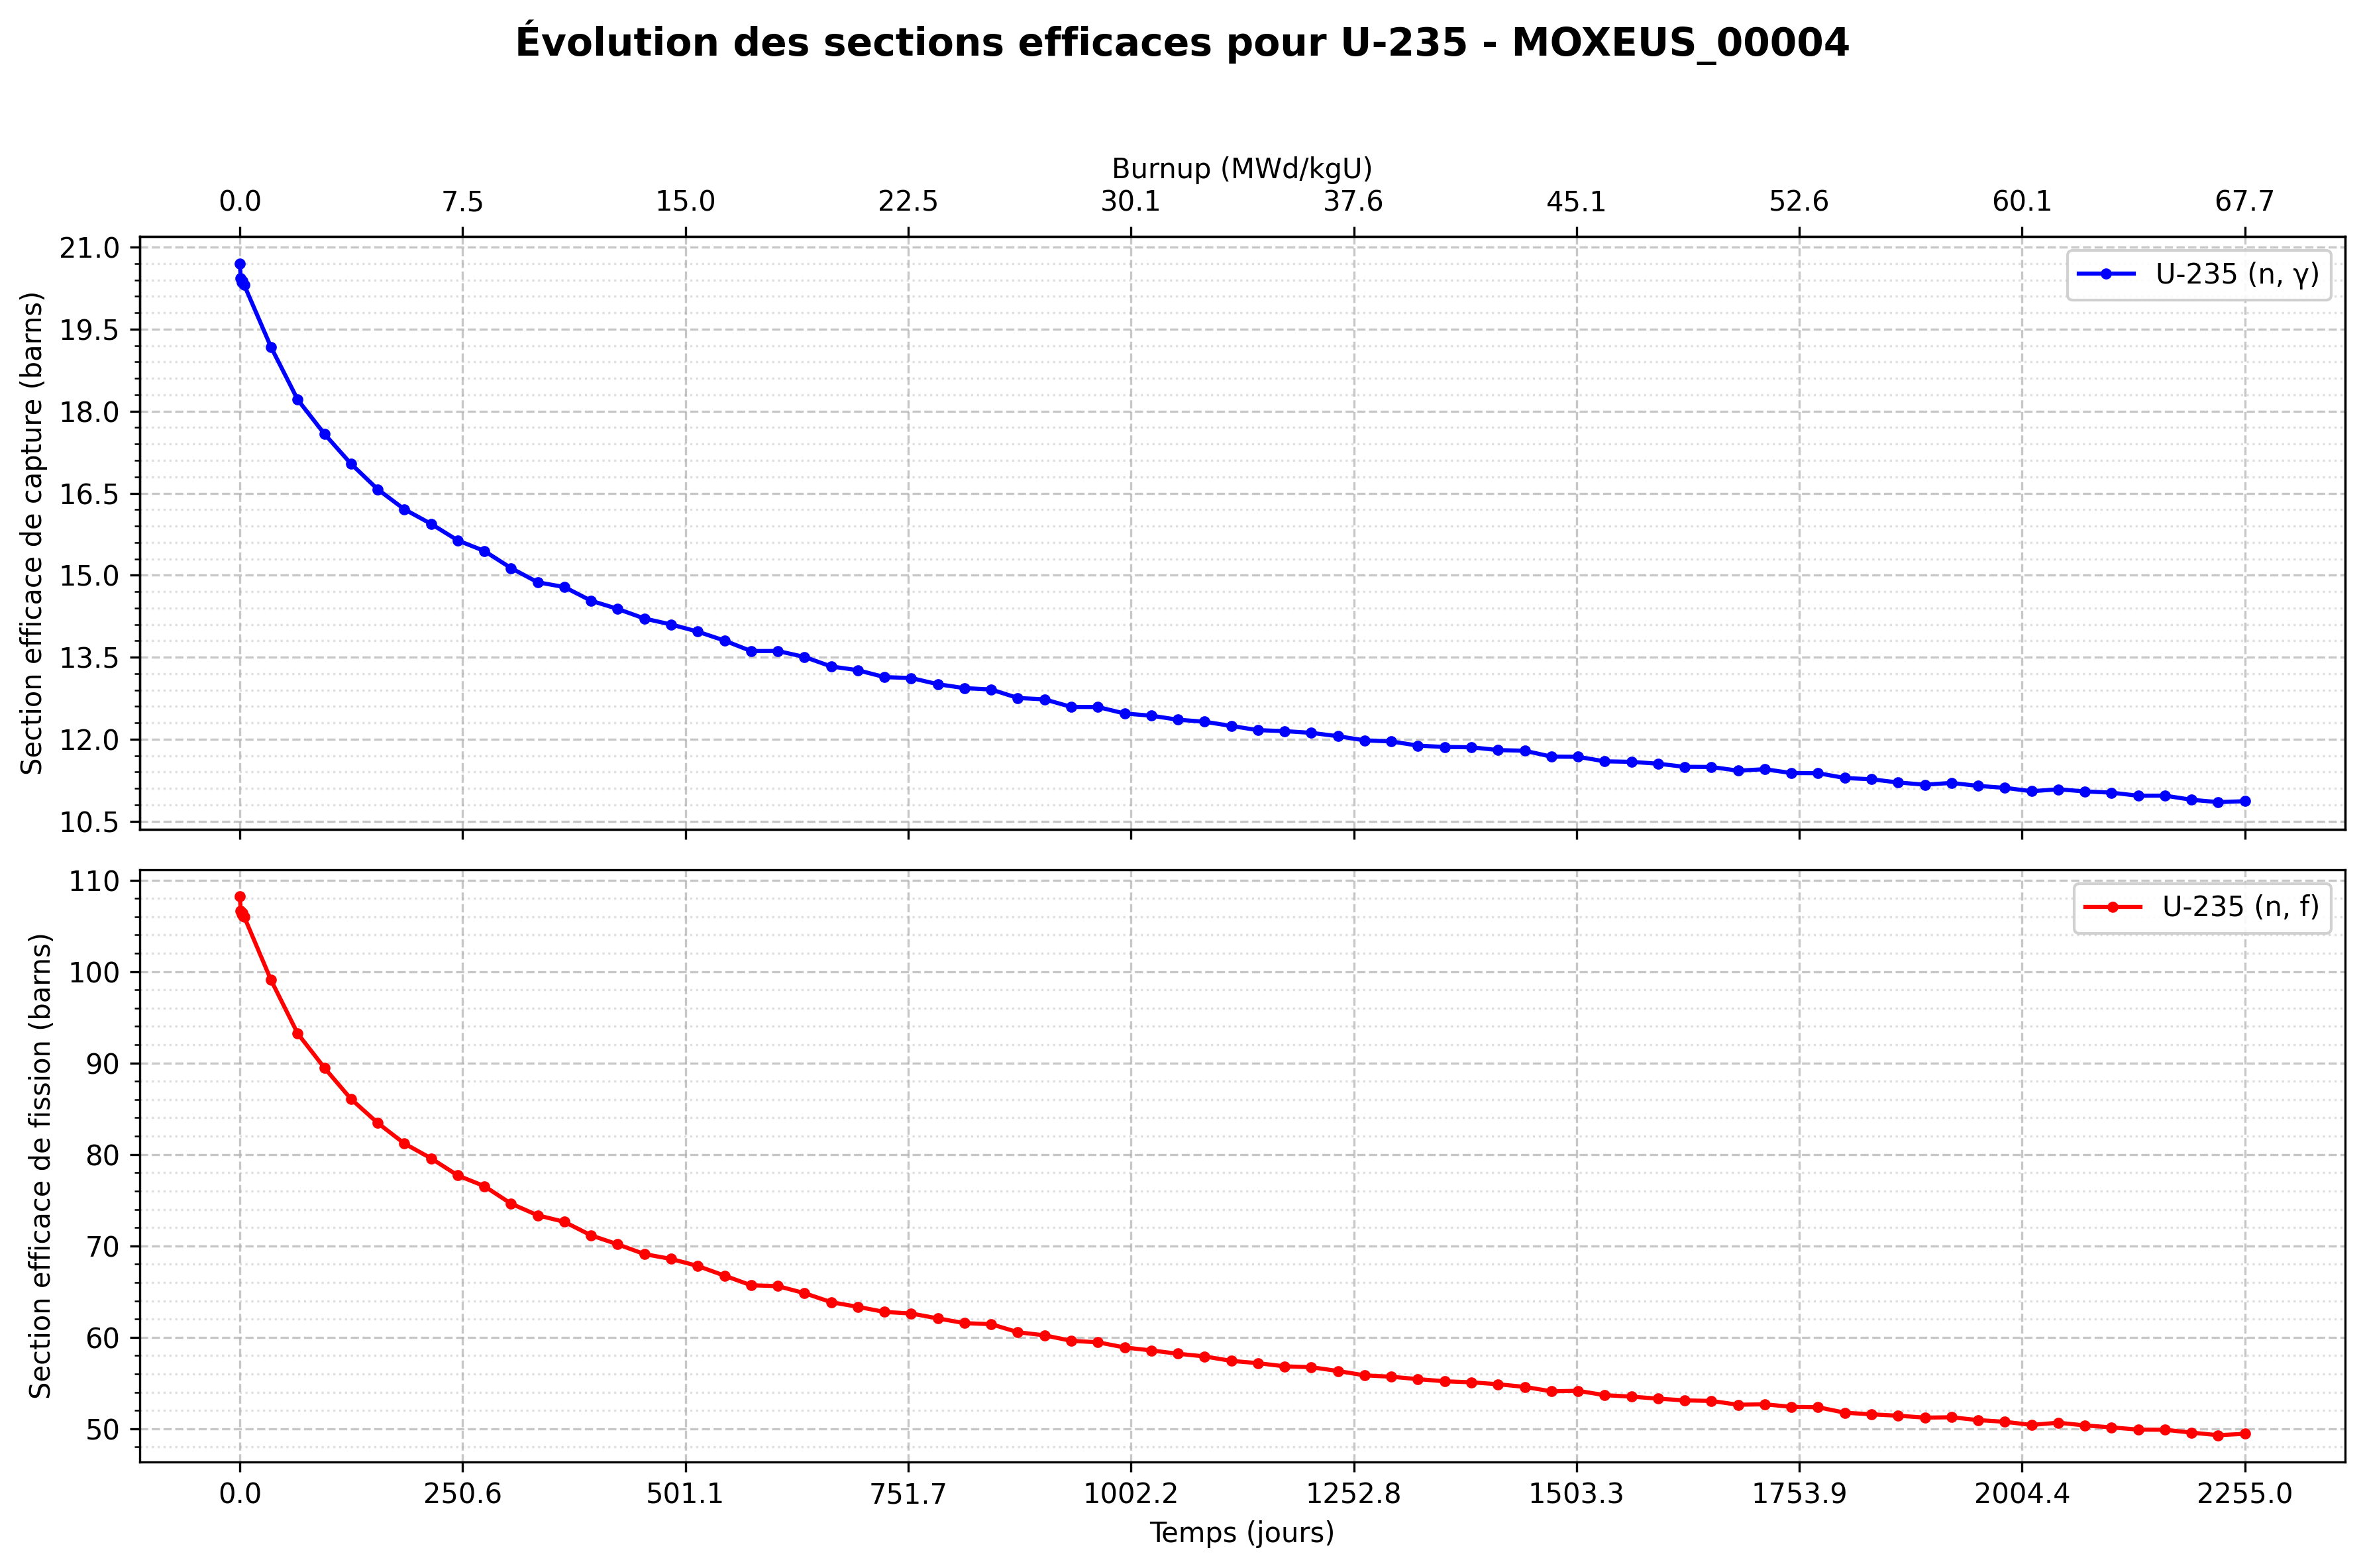 Évolution des sections efficaces pour U-235 - MOXEUS_00004
Burnup (MWd/kgU)
0.0 7.5 15.0 22.5 30.1 37.6 45.1 52.6 60.1 67.7
Section efficace de capture (barns)
21.0
19.5
18.0
16.5
15.0
13.5
12.0
10.5
U-235 (n, γ)
Section efficace de fission (barns)
110
100
90
80
70
60
50
U-235 (n, f)
0.0 250.6 501.1 751.7 1002.2 1252.8 1503.3 1753.9 2004.4 2255.0
Temps (jours)